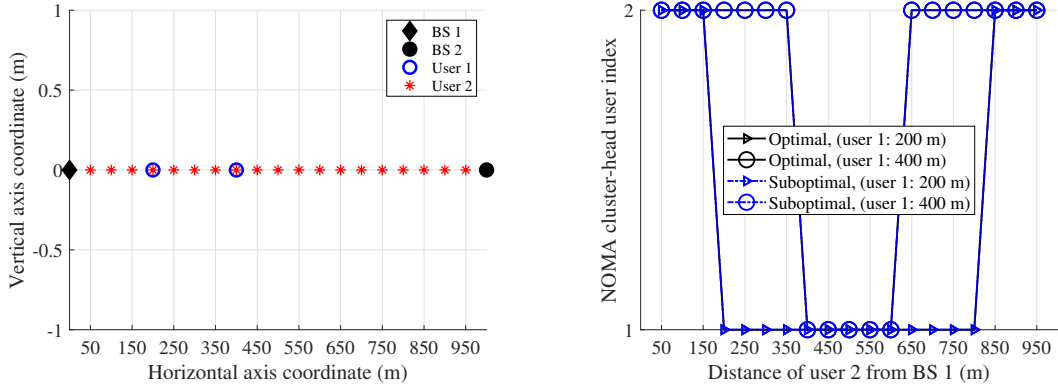 1
0.5
0
-0.5
-1
Vertical axis coordinate (m)
50 150 250 350 450 550 650 750 850 950
Horizontal axis coordinate (m)
BS 1
BS 2
User 1
User 2
2
1
NOMA cluster-head user index
50 150 250 350 450 550 650 750 850 950
Distance of user 2 from BS 1 (m)
Optimal, (user 1: 200 m)
Optimal, (user 1: 400 m)
Suboptimal, (user 1: 200 m)
Suboptimal, (user 1: 400 m)